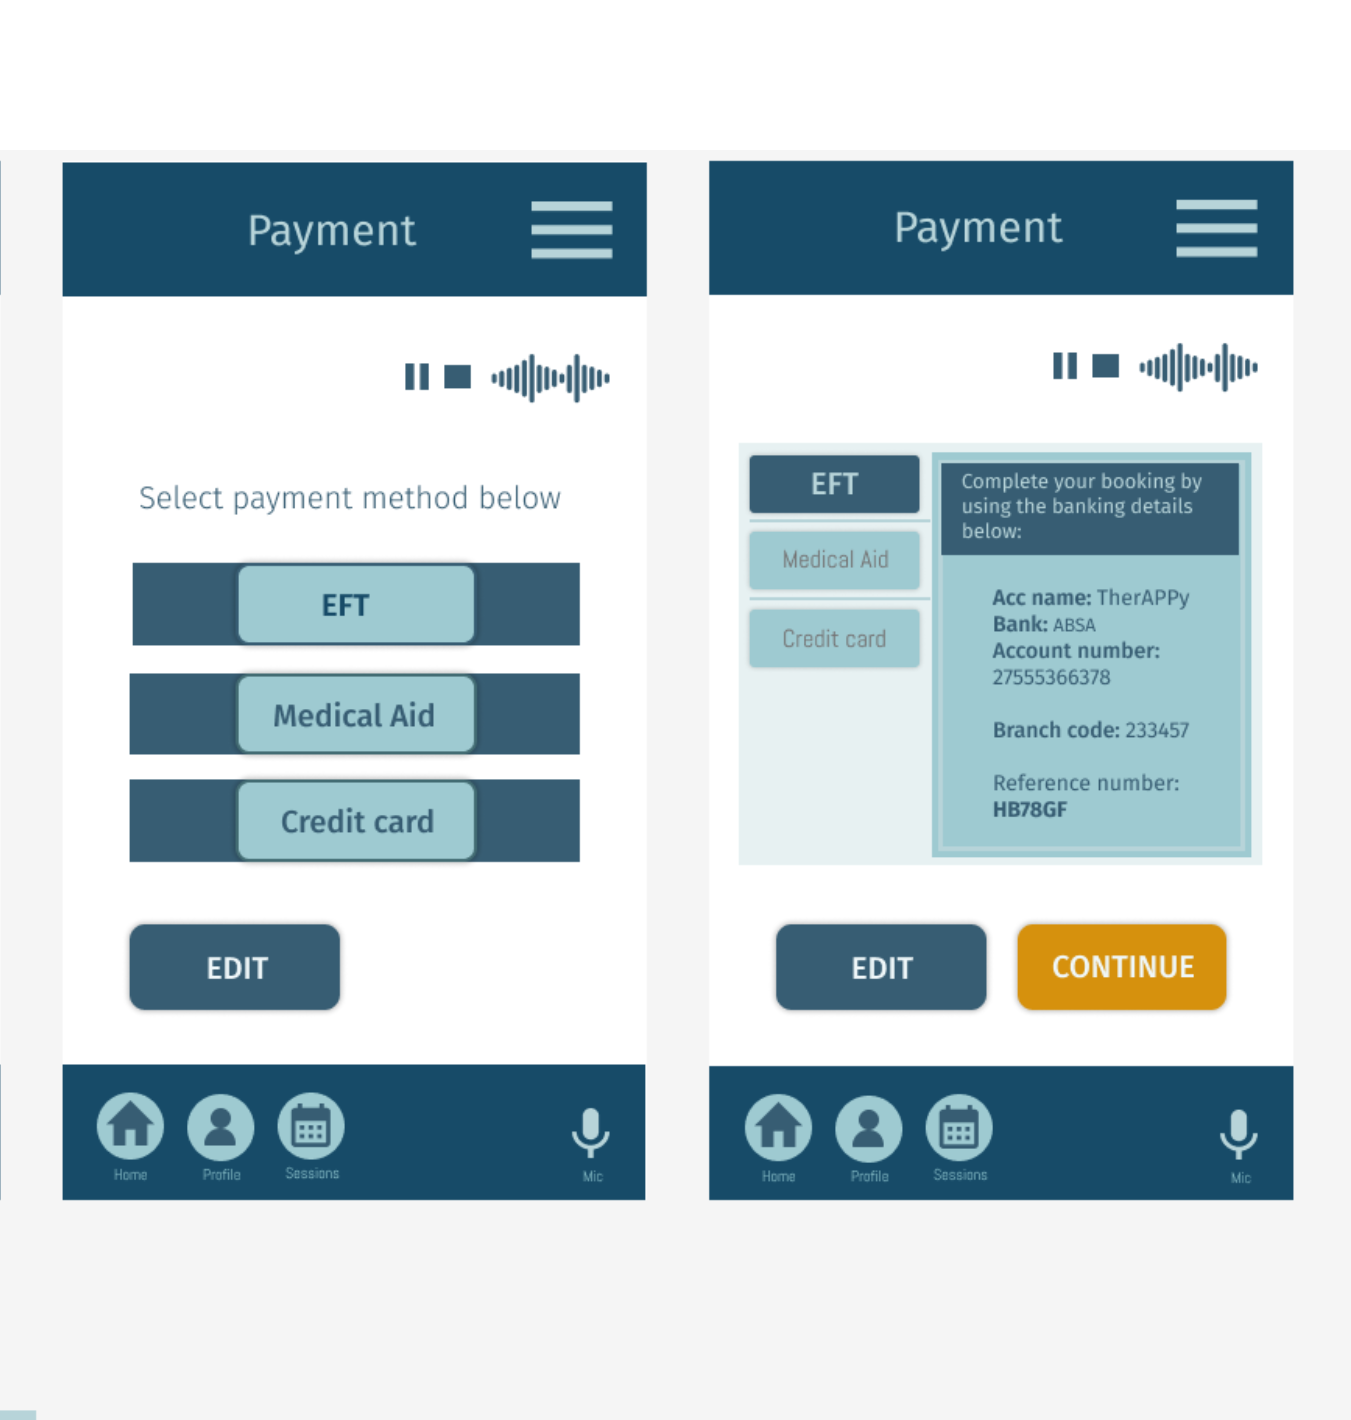 Payment
Select payment method below
EFT
Medical Aid
Credit card
EDIT
Home
Profile
Sessions
Mic
Payment
EFT
Medical Aid
Credit card
Complete your booking by
using the banking details
below:
Acc name: TherAPPy
Bank: ABSA
Account number:
27555366378
Branch code: 233457
Reference number:
HB78GF
EDIT
CONTINUE
Home
Profile
Sessions
Mic